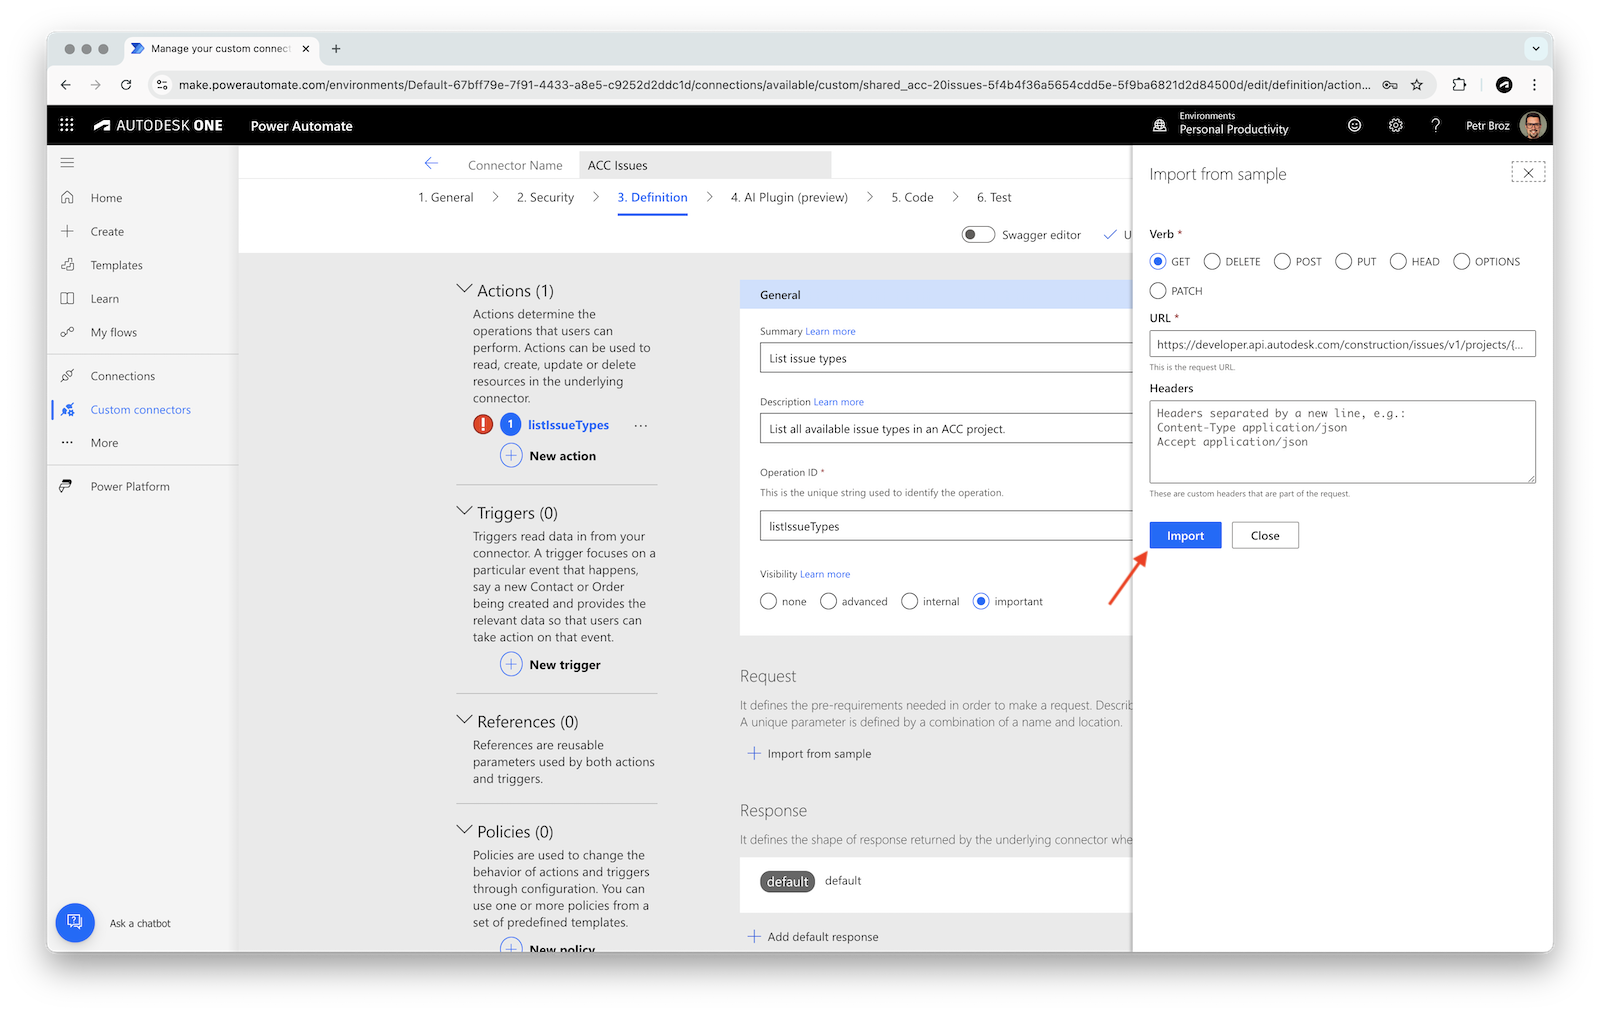 Manage your custom connect
make.powerautomate.com/environments/Default-67bff79e-7f91-4433-a8e5-c9252d2ddc1d/connections/available/custom/shared_acc-20issues-5f4b4f36a5654cdd5e-5f9ba6821d2d84500d/edit/definition/action...
AUTODESK ONE
Power Automate
Environments
Personal Productivity
?
Petr Broz
Home
Create
Templates
Learn
My flows
Connections
Custom connectors
More
Power Platform
Ask a chatbot
Connector Name
ACC Issues
1. General
2. Security
3. Definition
4. AI Plugin (preview)
5. Code
6. Test
Swagger editor
U
Actions (1)
Actions determine the
operations that users can
perform. Actions can be used to
read, create, update or delete
resources in the underlying
connector.
! 1 listIssueTypes ...
New action
Triggers (0)
Triggers read data in from your
connector. A trigger focuses on a
particular event that happens,
say a new Contact or Order
being created and provides the
relevant data so that users can
take action on that event.
New trigger
References (0)
References are reusable
parameters used by both actions
and triggers.
Policies (0)
Policies are used to change the
behavior of actions and triggers
through configuration. You can
use one or more policies from a
set of predefined templates.
New policy
General
Summary Learn more
List issue types
Description Learn more
List all available issue types in an ACC project.
Operation ID *
This is the unique string used to identify the operation.
listIssueTypes
Visibility Learn more
none
advanced
internal
important
Request
It defines the pre-requirements needed in order to make a request. Describ
A unique parameter is defined by a combination of a name and location.
Import from sample
Response
It defines the shape of response returned by the underlying connector whe
default default
Add default response
Import from sample
Verb *
GET
DELETE
POST
PUT
HEAD
OPTIONS
PATCH
URL *
https://developer.api.autodesk.com/construction/issues/v1/projects/{...
This is the request URL.
Headers
Headers separated by a new line, e.g.:
Content-Type application/json
Accept application/json
These are custom headers that are part of the request.
Import
Close